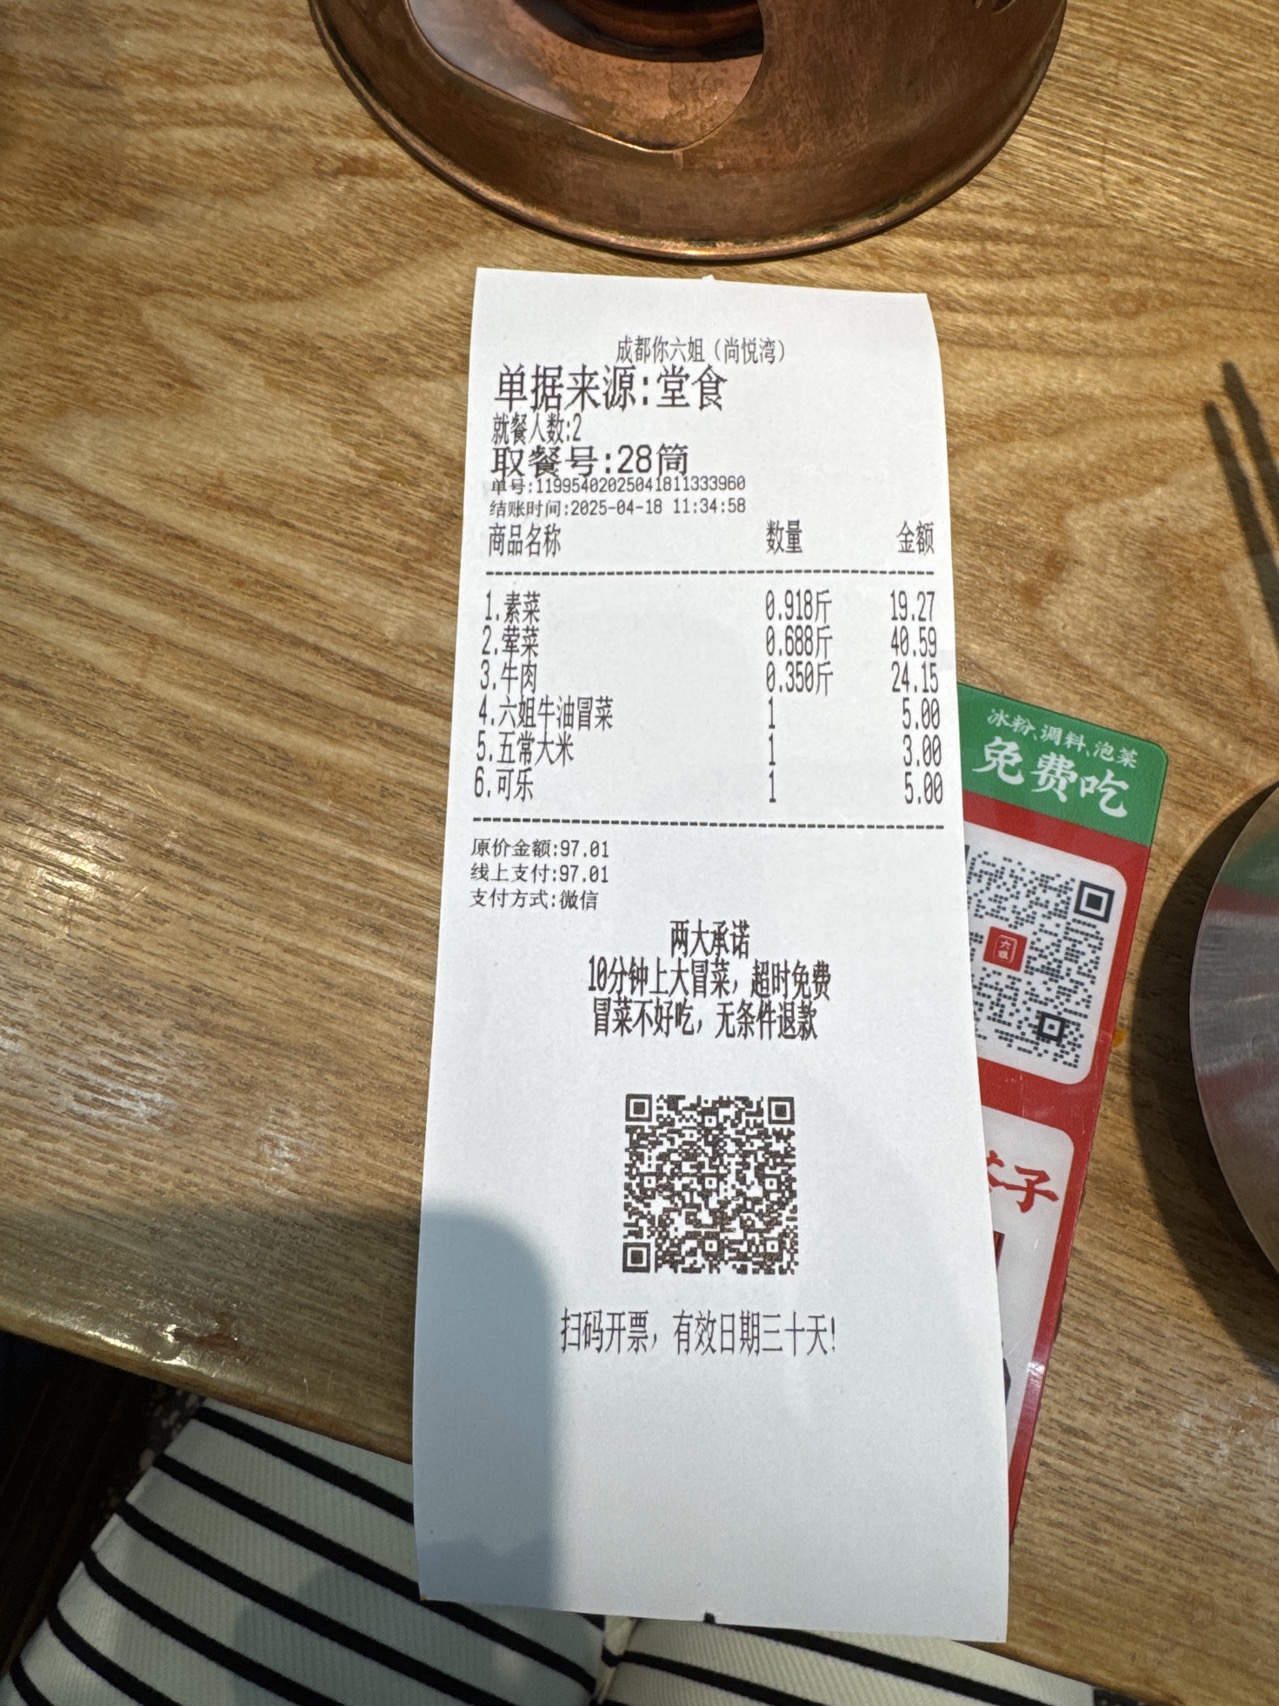 成都你六姐（尚悦湾）
单据来源:堂食
就餐人数:2
取餐号:28筒
单号:11995402025041811333960
结账时间:2025-04-18 11:34:58
商品名称 数量 金额
1.素菜 0.918斤 19.27
2.荤菜 0.688斤 40.59
3.牛肉 0.350斤 24.15
4.六姐牛油冒菜 1 5.00
5.五常大米 1 3.00
6.可乐 1 5.00
原价金额:97.01
线上支付:97.01
支付方式:微信
两大承诺
10分钟上大冒菜，超时免费
冒菜不好吃，无条件退款
扫码开票，有效日期三十天!
冰粉、调料、泡菜
免费吃
六姐
子